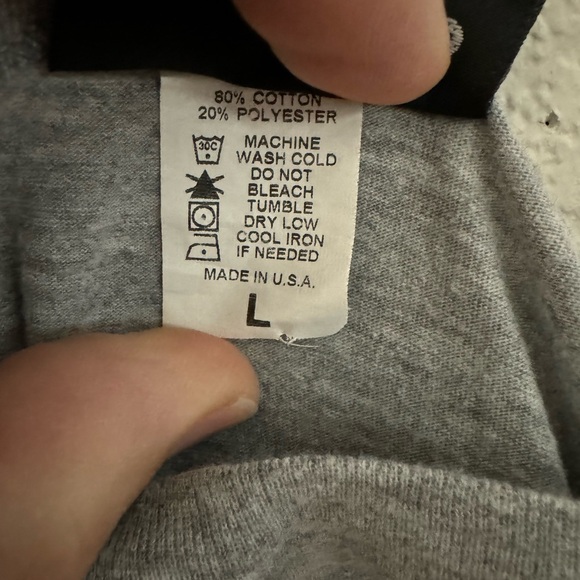 80% COTTON
20% POLYESTER
30C
MACHINE
WASH COLD
DO NOT
BLEACH
TUMBLE
DRY LOW
COOL IRON
IF NEEDED
MADE IN U.S.A.
L